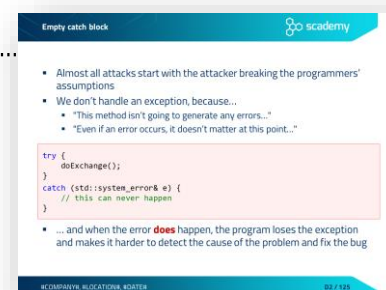 Empty catch block
scademy
▪ Almost all attacks start with the attacker breaking the programmers'
assumptions
▪ We don't handle an exception, because...
▪ "This method isn't going to generate any errors..."
▪ "Even if an error occurs, it doesn't matter at this point..."
try {
doExchange();
}
catch (std::system_error& e) {
// this can never happen
}
▪ ... and when the error does happen, the program loses the exception
and makes it harder to detect the cause of the problem and fix the bug
#COMPANY#, #LOCATION#, #DATE#
D2 / 125